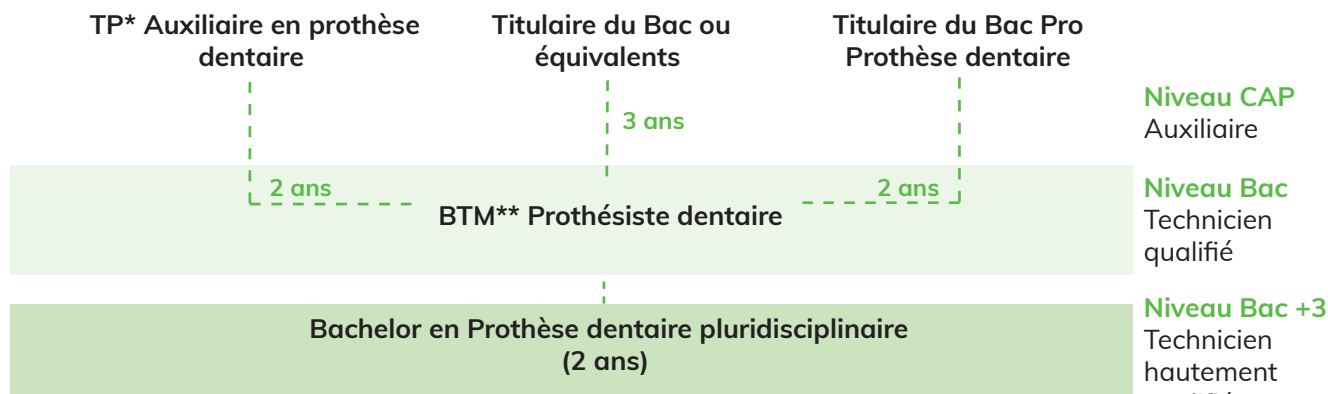 TP* Auxiliaire en prothèse
dentaire
Titulaire du Bac ou
équivalents
Titulaire du Bac Pro
Prothèse dentaire
Niveau CAP
Auxiliaire
3 ans
2 ans
2 ans
BTM** Prothésiste dentaire
Niveau Bac
Technicien
qualifié
Bachelor en Prothèse dentaire pluridisciplinaire
(2 ans)
Niveau Bac +3
Technicien
hautement